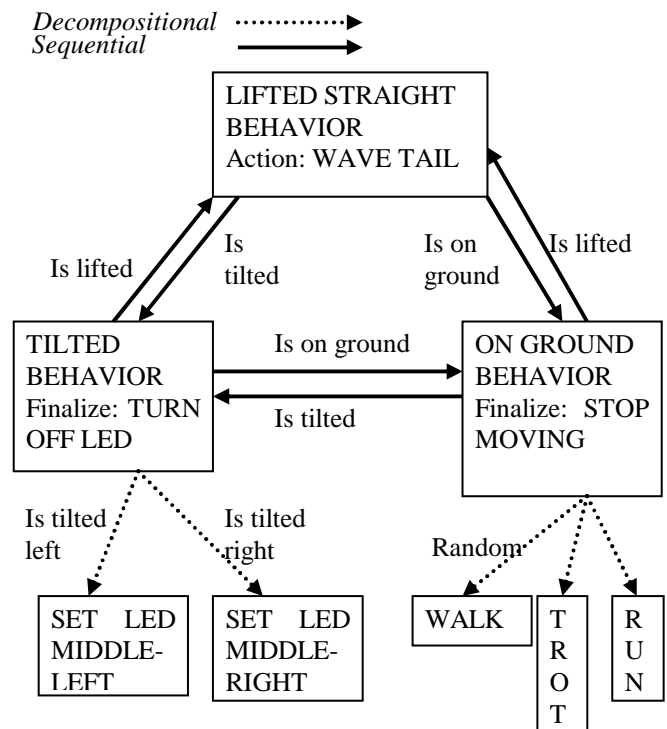 Decompositional
Sequential
LIFTED STRAIGHT
BEHAVIOR
Action: WAVE TAIL
Is lifted
Is
tilted
Is on
ground
Is lifted
TILTED
BEHAVIOR
Finalize: TURN
OFF LED
Is on ground
Is tilted
ON GROUND
BEHAVIOR
Finalize: STOP
MOVING
Is tilted
left
Is tilted
right
Random
SET LED
MIDDLE-
LEFT
SET LED
MIDDLE-
RIGHT
WALK
T
R
O
T
R
U
N